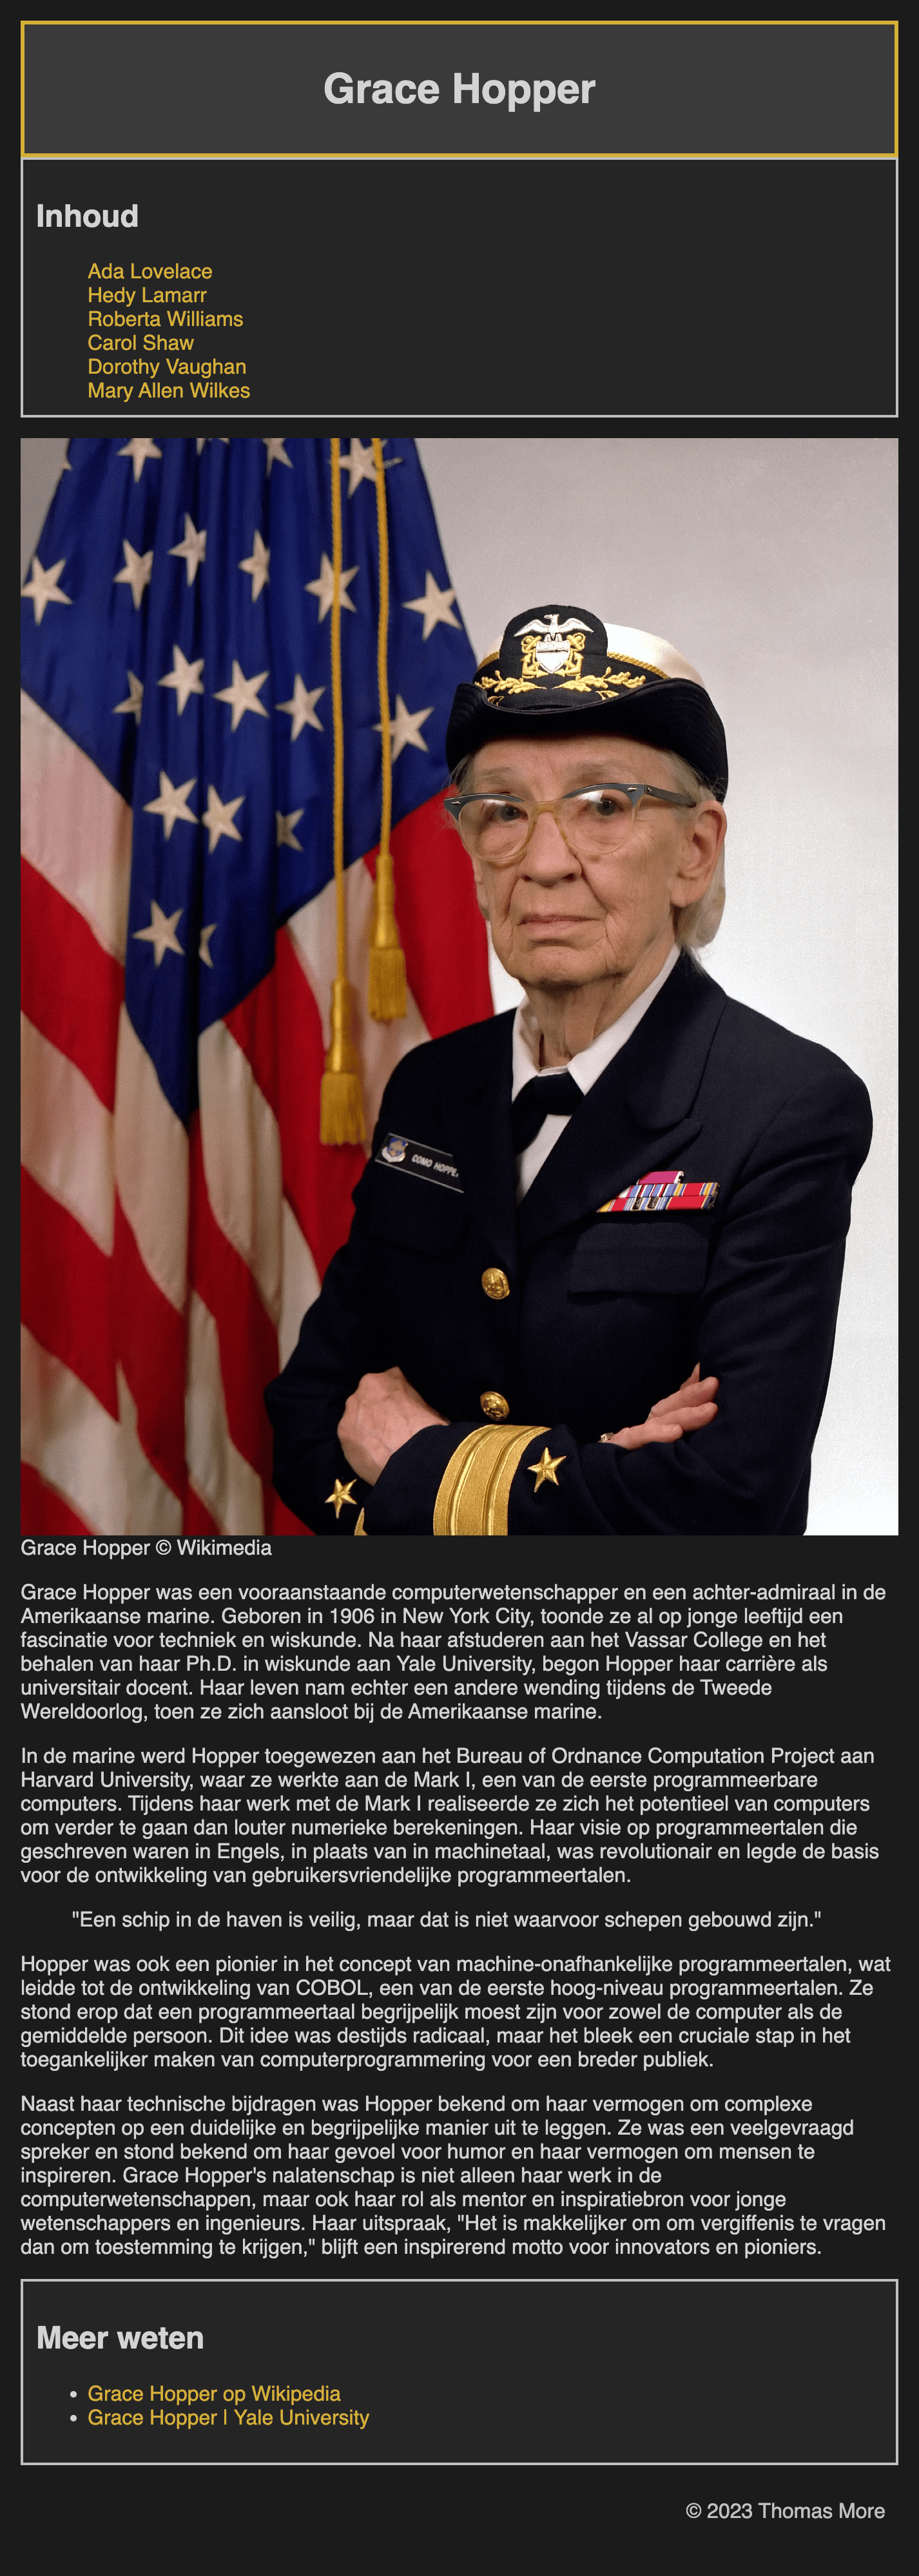 Grace Hopper
Inhoud
Ada Lovelace
Hedy Lamarr
Roberta Williams
Carol Shaw
Dorothy Vaughan
Mary Allen Wilkes
COMO HOPPE
Grace Hopper © Wikimedia
Grace Hopper was een vooraanstaande computerwetenschapper en een achter-admiraal in de
Amerikaanse marine. Geboren in 1906 in New York City, toonde ze al op jonge leeftijd een
fascinatie voor techniek en wiskunde. Na haar afstuderen aan het Vassar College en het
behalen van haar Ph.D. in wiskunde aan Yale University, begon Hopper haar carrière als
universitair docent. Haar leven nam echter een andere wending tijdens de Tweede
Wereldoorlog, toen ze zich aansloot bij de Amerikaanse marine.
In de marine werd Hopper toegewezen aan het Bureau of Ordnance Computation Project aan
Harvard University, waar ze werkte aan de Mark I, een van de eerste programmeerbare
computers. Tijdens haar werk met de Mark I realiseerde ze zich het potentieel van computers
om verder te gaan dan louter numerieke berekeningen. Haar visie op programmeertalen die
geschreven waren in Engels, in plaats van in machinetaal, was revolutionair en legde de basis
voor de ontwikkeling van gebruikersvriendelijke programmeertalen.
"Een schip in de haven is veilig, maar dat is niet waarvoor schepen gebouwd zijn."
Hopper was ook een pionier in het concept van machine-onafhankelijke programmeertalen, wat
leidde tot de ontwikkeling van COBOL, een van de eerste hoog-niveau programmeertalen. Ze
stond erop dat een programmeertaal begrijpelijk moest zijn voor zowel de computer als de
gemiddelde persoon. Dit idee was destijds radicaal, maar het bleek een cruciale stap in het
toegankelijker maken van computerprogrammering voor een breder publiek.
Naast haar technische bijdragen was Hopper bekend om haar vermogen om complexe
concepten op een duidelijke en begrijpelijke manier uit te leggen. Ze was een veelgevraagd
spreker en stond bekend om haar gevoel voor humor en haar vermogen om mensen te
inspireren. Grace Hopper's nalatenschap is niet alleen haar werk in de
computerwetenschappen, maar ook haar rol als mentor en inspiratiebron voor jonge
wetenschappers en ingenieurs. Haar uitspraak, "Het is makkelijker om om vergiffenis te vragen
dan om toestemming te krijgen," blijft een inspirerend motto voor innovators en pioniers.
Meer weten
• Grace Hopper op Wikipedia
• Grace Hopper | Yale University
© 2023 Thomas More